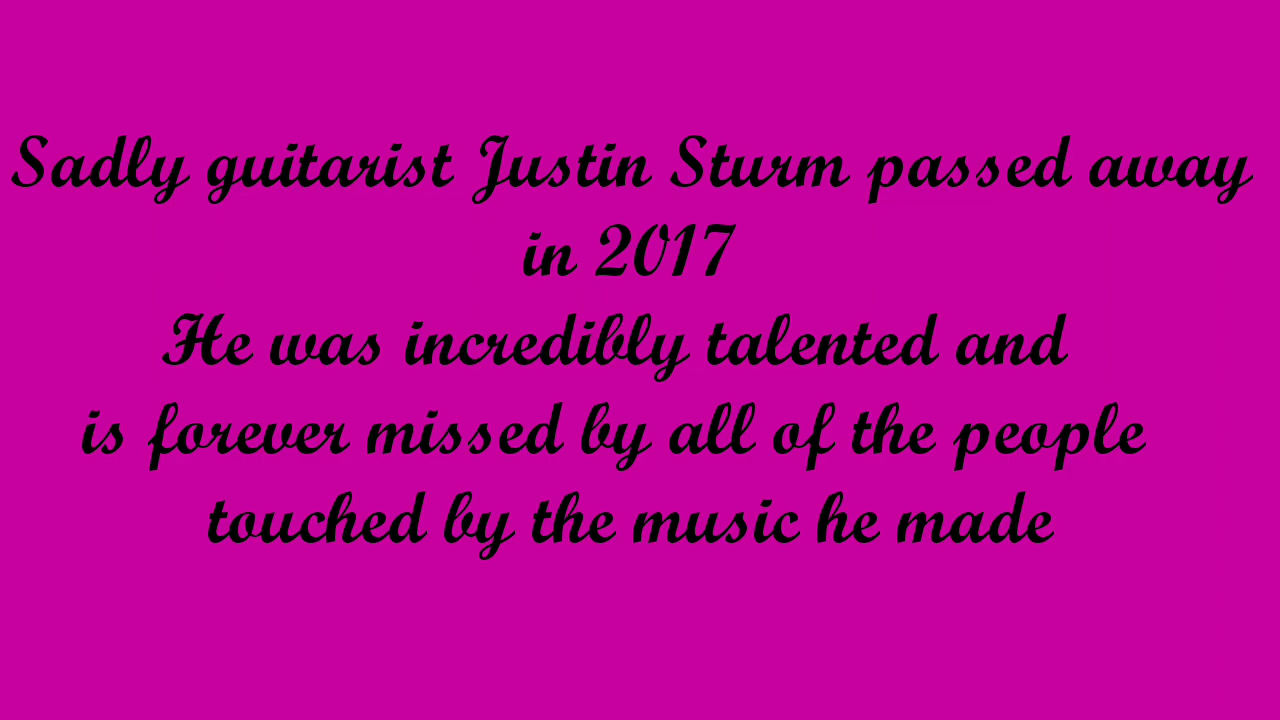 Sadly guitarist Justin Sturm passed away
in 2017
He was incredibly talented and
is forever missed by all of the people
touched by the music he made